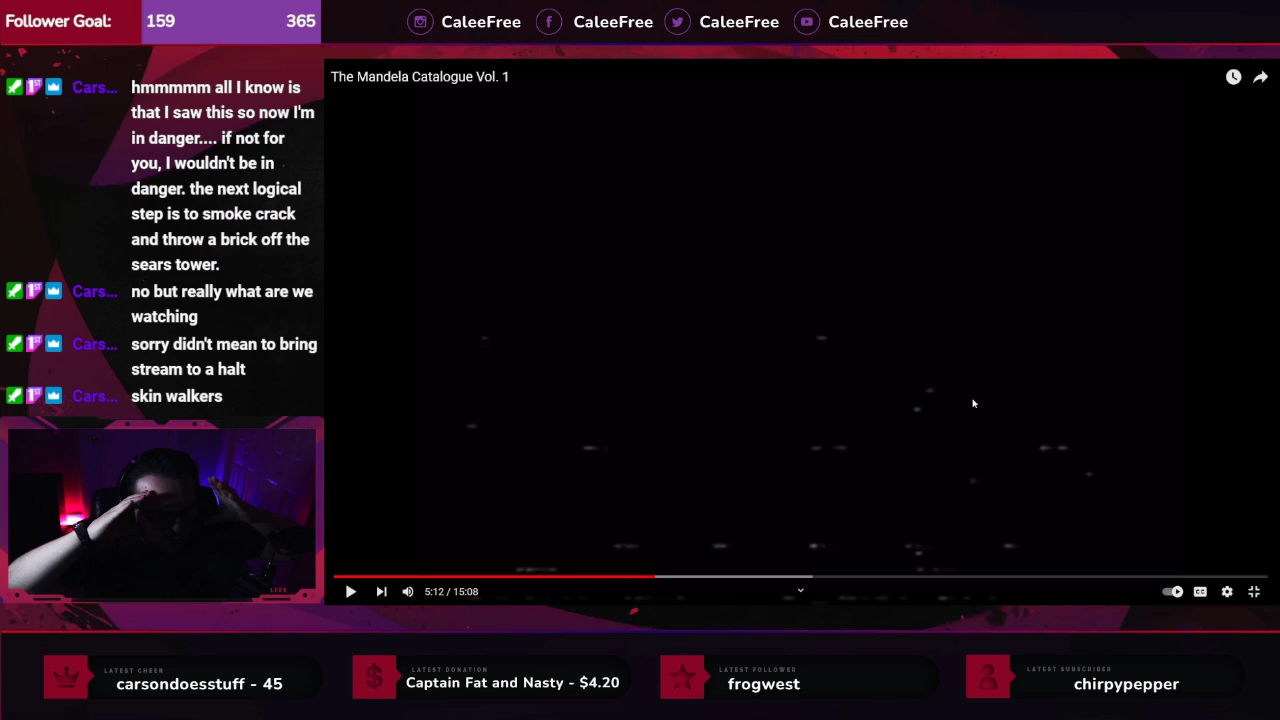 Follower Goal: 159 365
CaleeFree CaleeFree CaleeFree CaleeFree
The Mandela Catalogue Vol. 1
Cars... hmmmmm all I know is
that I saw this so now I'm
in danger.... if not for
you, I wouldn't be in
danger. the next logical
step is to smoke crack
and throw a brick off the
sears tower.
Cars... no but really what are we
watching
Cars... sorry didn't mean to bring
stream to a halt
Cars... skin walkers
LIVE
5:12 / 15:08
CC
LATEST CHEER
carsondoesstuff - 45
LATEST DONATION
Captain Fat and Nasty - $4.20
LATEST FOLLOWER
frogwest
LATEST SUBSCRIBER
chirpypepper